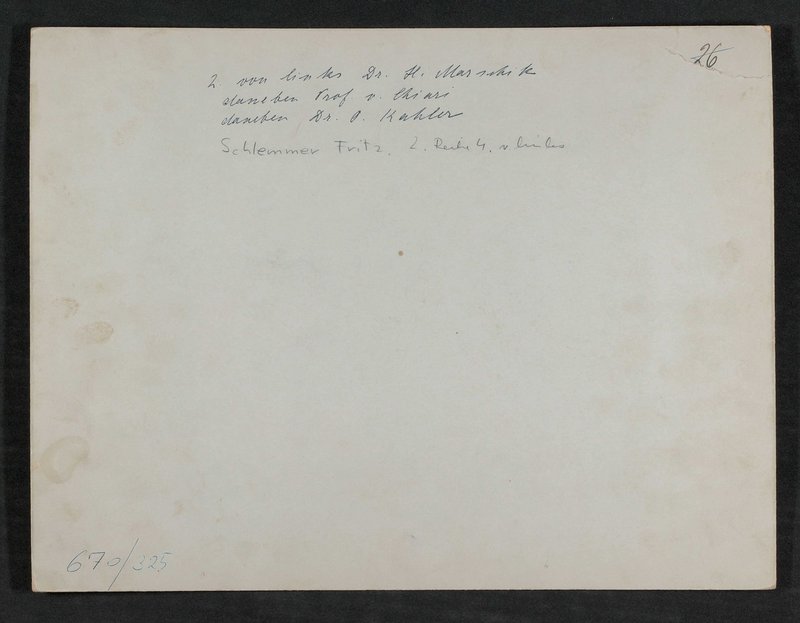 26
2. von links Dr. H. Marschik
daneben Prof. v. Chiari
daneben Dr. O. Kahler
Schlemmer Fritz, 2. Reihe 4. v. links
670/325